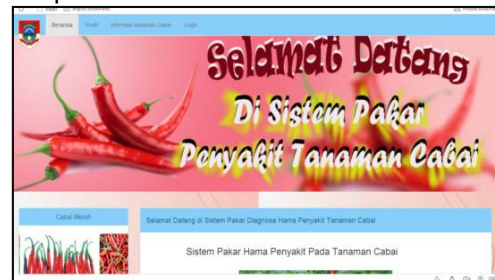 Beranda Profil Informasi tanaman Cabai Login
Selamat Datang
Di Sistem Pakar
Penyakit Tanaman Cabai
Cabai Merah
Selamat Datang di Sistem Pakar Diagnosa Hama Penyakit Tanaman Cabai
Sistem Pakar Hama Penyakit Pada Tanaman Cabai